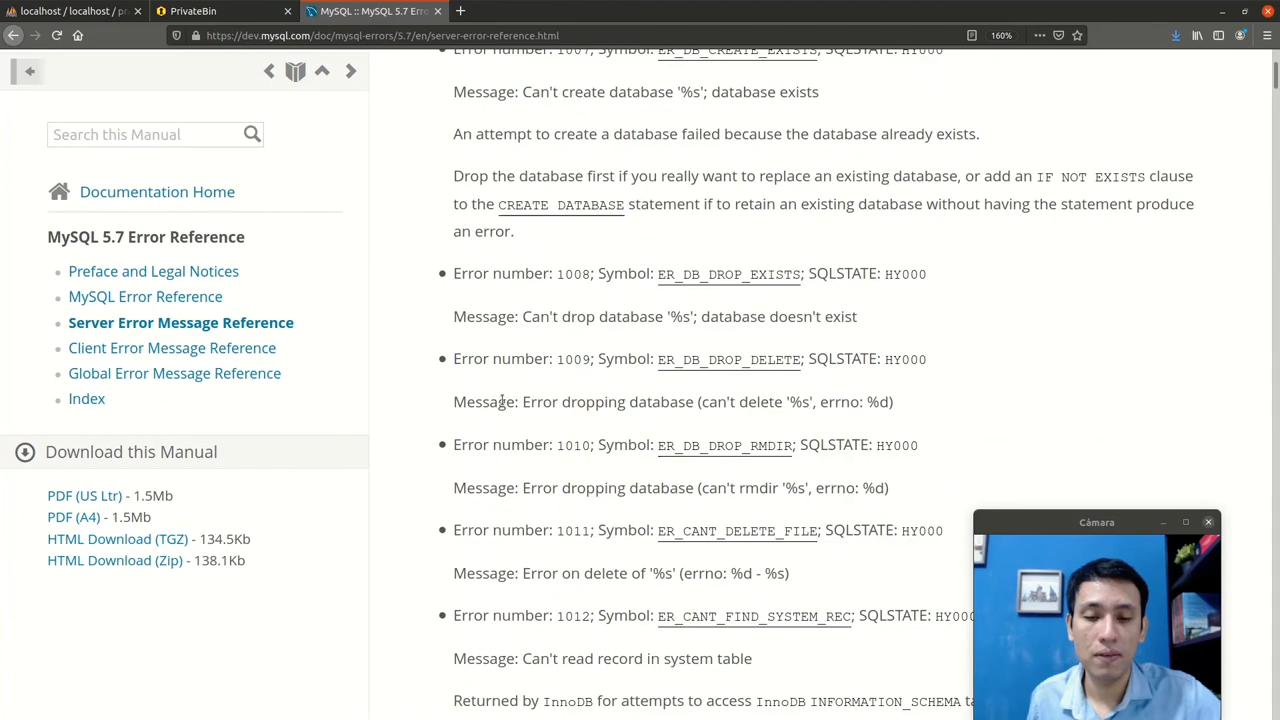 localhost / localhost / pr
PrivateBin
MySQL :: MySQL 5.7 Erro
https://dev.mysql.com/doc/mysql-errors/5.7/en/server-error-reference.html
160%
Search this Manual
Documentation Home
MySQL 5.7 Error Reference
Preface and Legal Notices
MySQL Error Reference
Server Error Message Reference
Client Error Message Reference
Global Error Message Reference
Index
Download this Manual
PDF (US Ltr) - 1.5Mb
PDF (A4) - 1.5Mb
HTML Download (TGZ) - 134.5Kb
HTML Download (Zip) - 138.1Kb
Error number: 1007; Symbol: ER_DB_CREATE_EXISTS; SQLSTATE: HY000
Message: Can't create database '%s'; database exists
An attempt to create a database failed because the database already exists.
Drop the database first if you really want to replace an existing database, or add an IF NOT EXISTS clause
to the CREATE DATABASE statement if to retain an existing database without having the statement produce
an error.
Error number: 1008; Symbol: ER_DB_DROP_EXISTS; SQLSTATE: HY000
Message: Can't drop database '%s'; database doesn't exist
Error number: 1009; Symbol: ER_DB_DROP_DELETE; SQLSTATE: HY000
Message: Error dropping database (can't delete '%s', errno: %d)
Error number: 1010; Symbol: ER_DB_DROP_RMDIR; SQLSTATE: HY000
Message: Error dropping database (can't rmdir '%s', errno: %d)
Error number: 1011; Symbol: ER_CANT_DELETE_FILE; SQLSTATE: HY000
Message: Error on delete of '%s' (errno: %d - %s)
Error number: 1012; Symbol: ER_CANT_FIND_SYSTEM_REC; SQLSTATE: HY000
Message: Can't read record in system table
Returned by InnoDB for attempts to access InnoDB INFORMATION_SCHEMA
Càmara